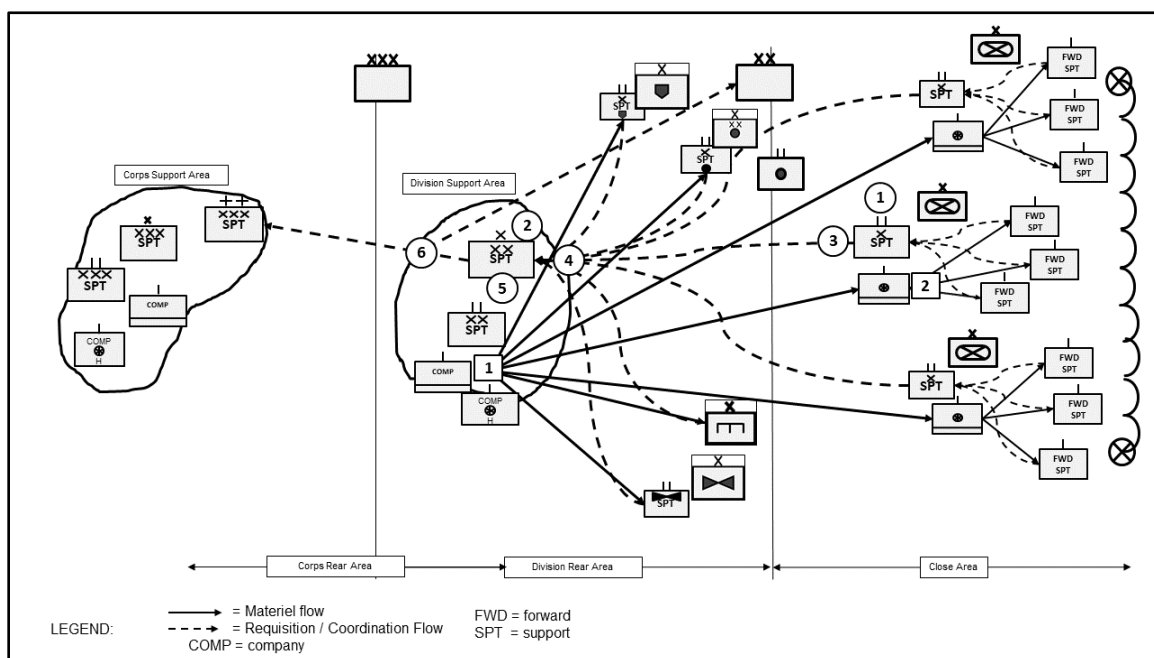 XXX
XX
X
X
XX
X
SPT
X
SPT
X
FWD
SPT
FWD
SPT
FWD
SPT
SPT
X
Corps Support Area
Division Support Area
X
XXX
SPT
++
XXX
SPT
XXX
SPT
COMP
COMP
H
6
2
X
XX
SPT
5
4
XX
SPT
COMP
1
COMP
H
1
3
SPT
X
X
2
FWD
SPT
FWD
SPT
FWD
SPT
X
SPT
X
FWD
SPT
FWD
SPT
FWD
SPT
X
X
SPT
Corps Rear Area
Division Rear Area
Close Area
LEGEND:
= Materiel flow
= Requisition / Coordination Flow
COMP = company
FWD = forward
SPT = support